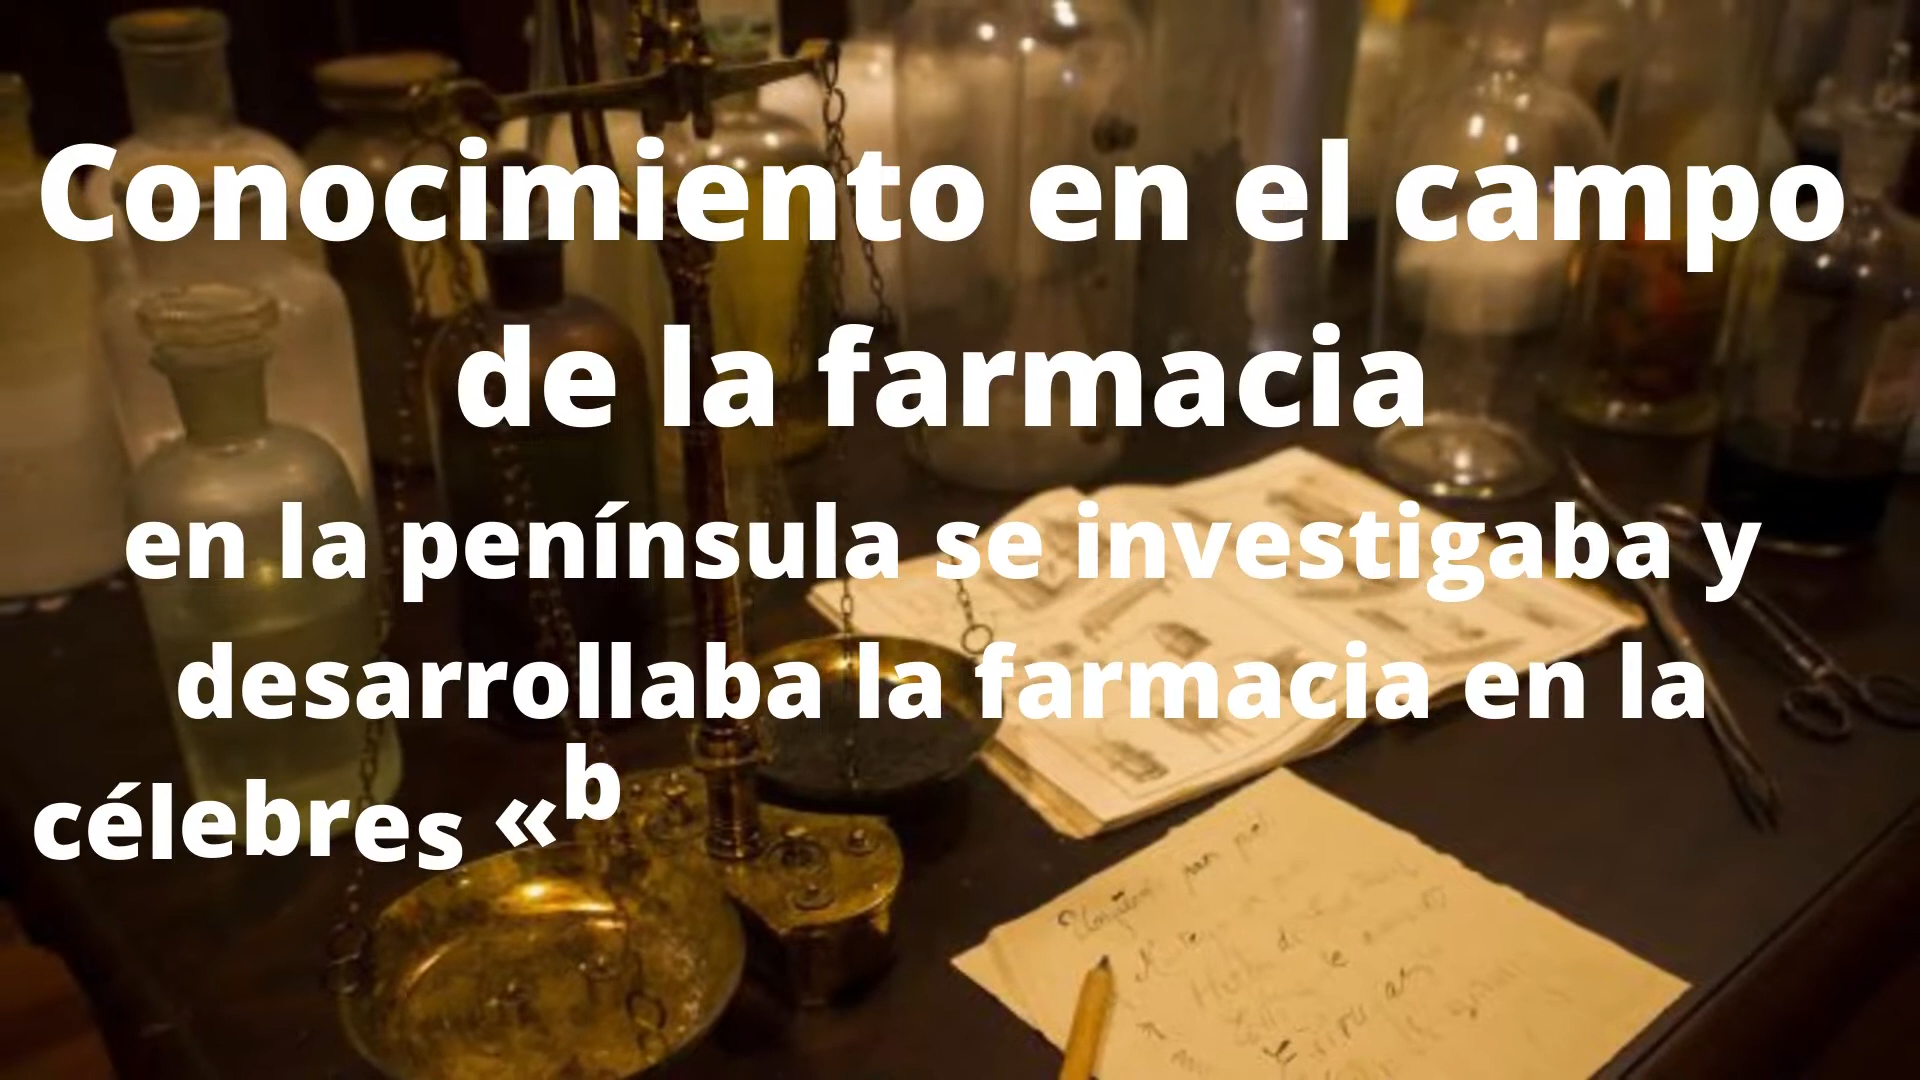 Conocimiento en el campo
de la farmacia
en la península se investigaba y
desarrollaba la farmacia en la
célebres «b